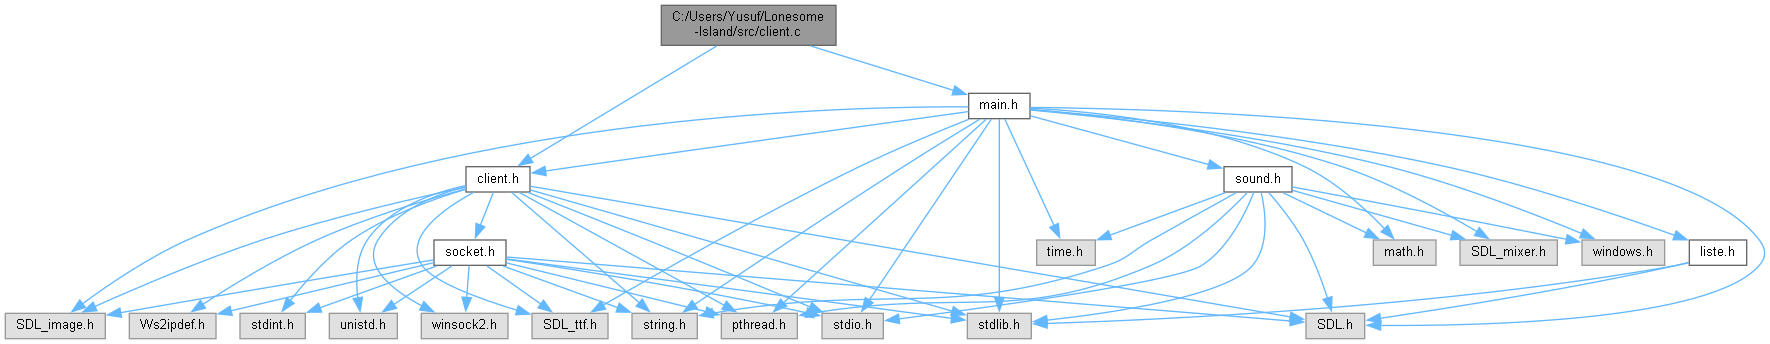 C:/Users/Yusuf/Lonesome
-Island/src/client.c
main.h
client.h
sound.h
socket.h
time.h
math.h
SDL_mixer.h
windows.h
liste.h
SDL_image.h
Ws2ipdef.h
stdint.h
unistd.h
winsock2.h
SDL_ttf.h
string.h
pthread.h
stdio.h
stdlib.h
SDL.h